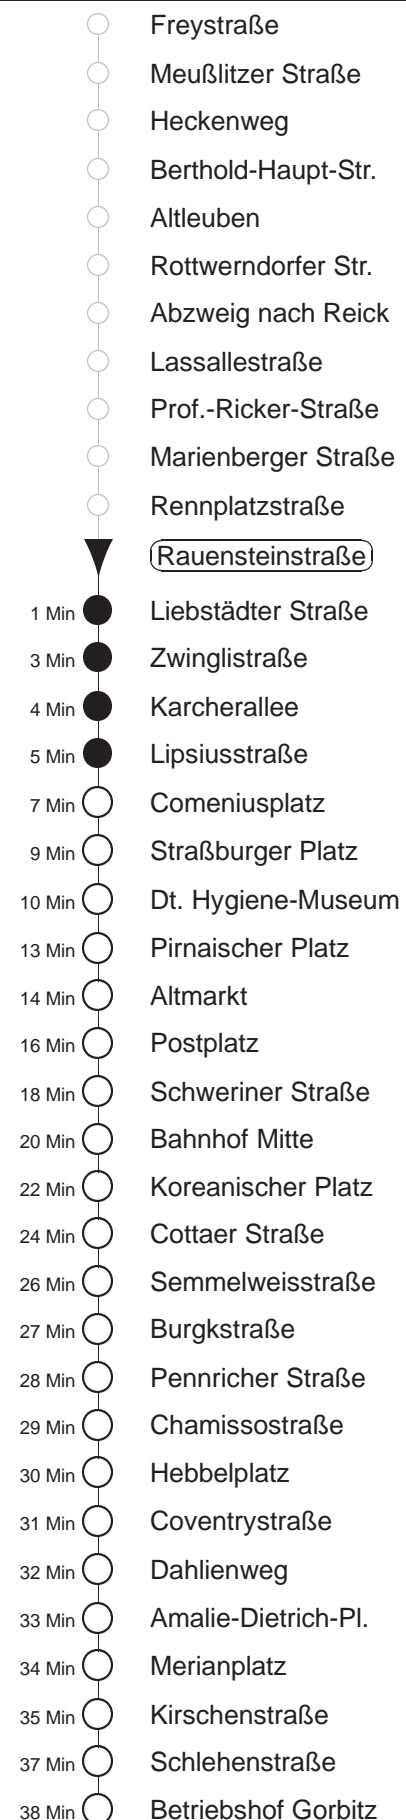 Freystraße
Meußlitzer Straße
Heckenweg
Berthold-Haupt-Str.
Altleuben
Rottwerndorfer Str.
Abzweig nach Reick
Lassallestraße
Prof.-Ricker-Straße
Marienberger Straße
Rennplatzstraße
Rauensteinstraße
1 Min Liebstädter Straße
3 Min Zwinglistraße
4 Min Karcherallee
5 Min Lipsiusstraße
7 Min Comeniusplatz
9 Min Straßburger Platz
10 Min Dt. Hygiene-Museum
13 Min Pirnaischer Platz
14 Min Altmarkt
16 Min Postplatz
18 Min Schweriner Straße
20 Min Bahnhof Mitte
22 Min Koreanischer Platz
24 Min Cottaer Straße
26 Min Semmelweisstraße
27 Min Burgkstraße
28 Min Pennricher Straße
29 Min Chamissostraße
30 Min Hebbelplatz
31 Min Coventrystraße
32 Min Dahlienweg
33 Min Amalie-Dietrich-Pl.
34 Min Merianplatz
35 Min Kirschenstraße
37 Min Schlehenstraße
38 Min Betriebshof Gorbitz